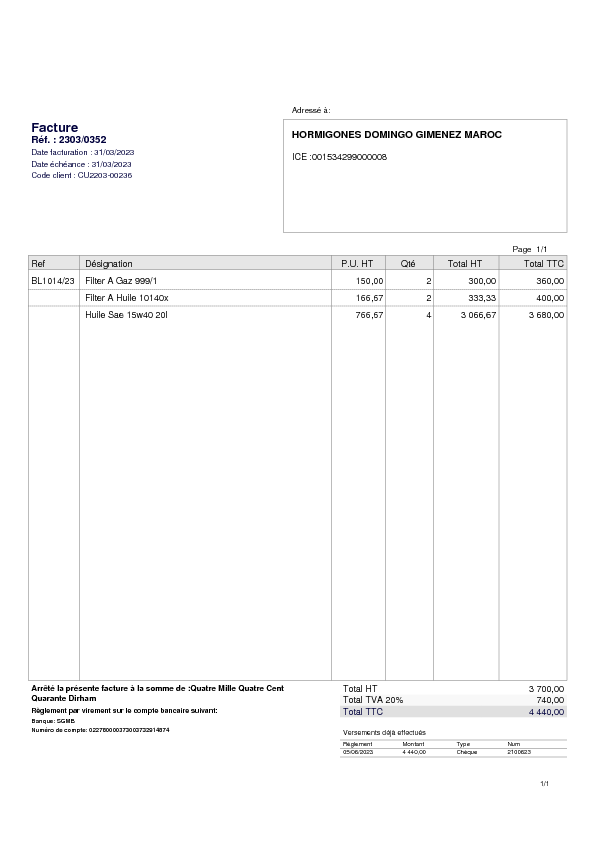 Adressé à:
Facture
Réf. : 2303/0352
Date facturation : 31/03/2023
Date échéance : 31/03/2023
Code client : CU2203-00236
HORMIGONES DOMINGO GIMENEZ MAROC
ICE :001534299000008
Page 1/1
Ref Désignation P.U. HT Qté Total HT Total TTC
BL1014/23 Filter A Gaz 999/1 150,00 2 300,00 360,00
Filter A Huile 10140x 166,67 2 333,33 400,00
Huile Sae 15w40 20l 766,67 4 3 066,67 3 680,00
Arrêté la présente facture à la somme de :Quatre Mille Quatre Cent
Quarante Dirham
Règlement par virement sur le compte bancaire suivant:
Banque: SGMB
Numéro de compte:
Total HT 3 700,00
Total TVA 20% 740,00
Total TTC 4 440,00
Versements déjà effectués
Règlement Montant Type Num
05/06/2023 4 440,00 Chèque 2100623
1/1